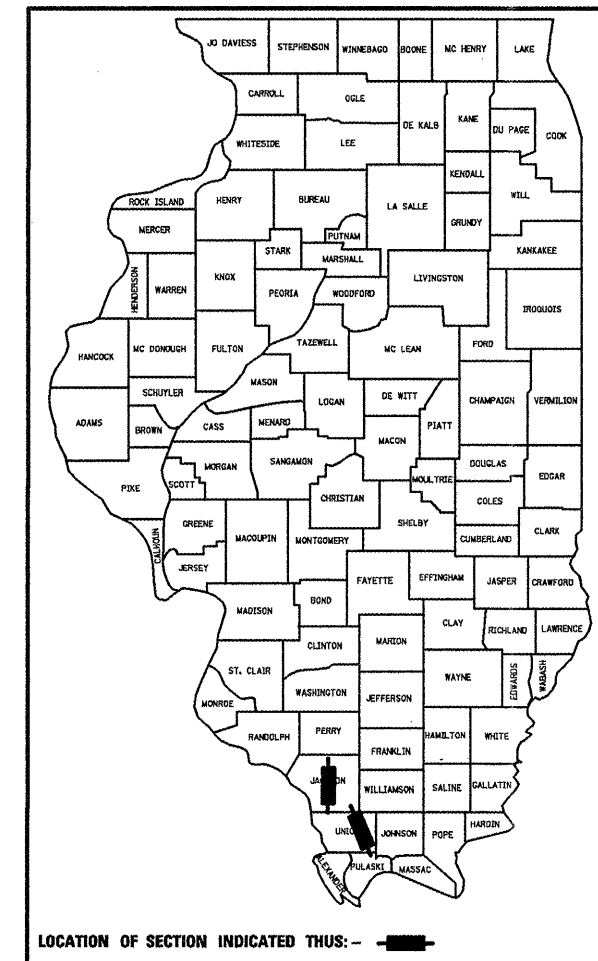 JO DAVIESS STEPHENSON WINNEBAGO BOONE MC HENRY LAKE
CARROLL OGLE DE KALB KANE DU PAGE COOK
WHITESIDE LEE
KENDALL WILL
ROCK ISLAND HENRY BUREAU LA SALLE GRUNDY
MERCER PUTNAM
STARK MARSHALL KANKAKEE
HENDERSON WARREN KNOX PEORIA WOODFORD LIVINGSTON IROQUOIS
HANCOCK MC DONOUGH FULTON TAZEWELL MC LEAN FORD
MASON
SCHUYLER LOGAN DE WITT CHAMPAIGN VERMILION
ADAMS BROWN CASS MENARD MACON PIATT
PIKE SCOTT MORGAN SANGAMON MOULTRIE DOUGLAS EDGAR
CHRISTIAN COLES
CALHOUN GREENE MACOUPIN MONTGOMERY SHELBY CUMBERLAND CLARK
JERSEY FAYETTE EFFINGHAM JASPER CRAWFORD
MADISON BOND
CLINTON MARION CLAY RICHLAND LAWRENCE
ST. CLAIR WASHINGTON WAYNE EDWARDS WABASH
MONROE JEFFERSON
RANDOLPH PERRY HAMILTON WHITE
FRANKLIN
WILLIAMSON SALINE GALLATIN
UNION JOHNSON POPE HARDIN
ALEXANDER PULASKI MASSAC
LOCATION OF SECTION INDICATED THUS: –